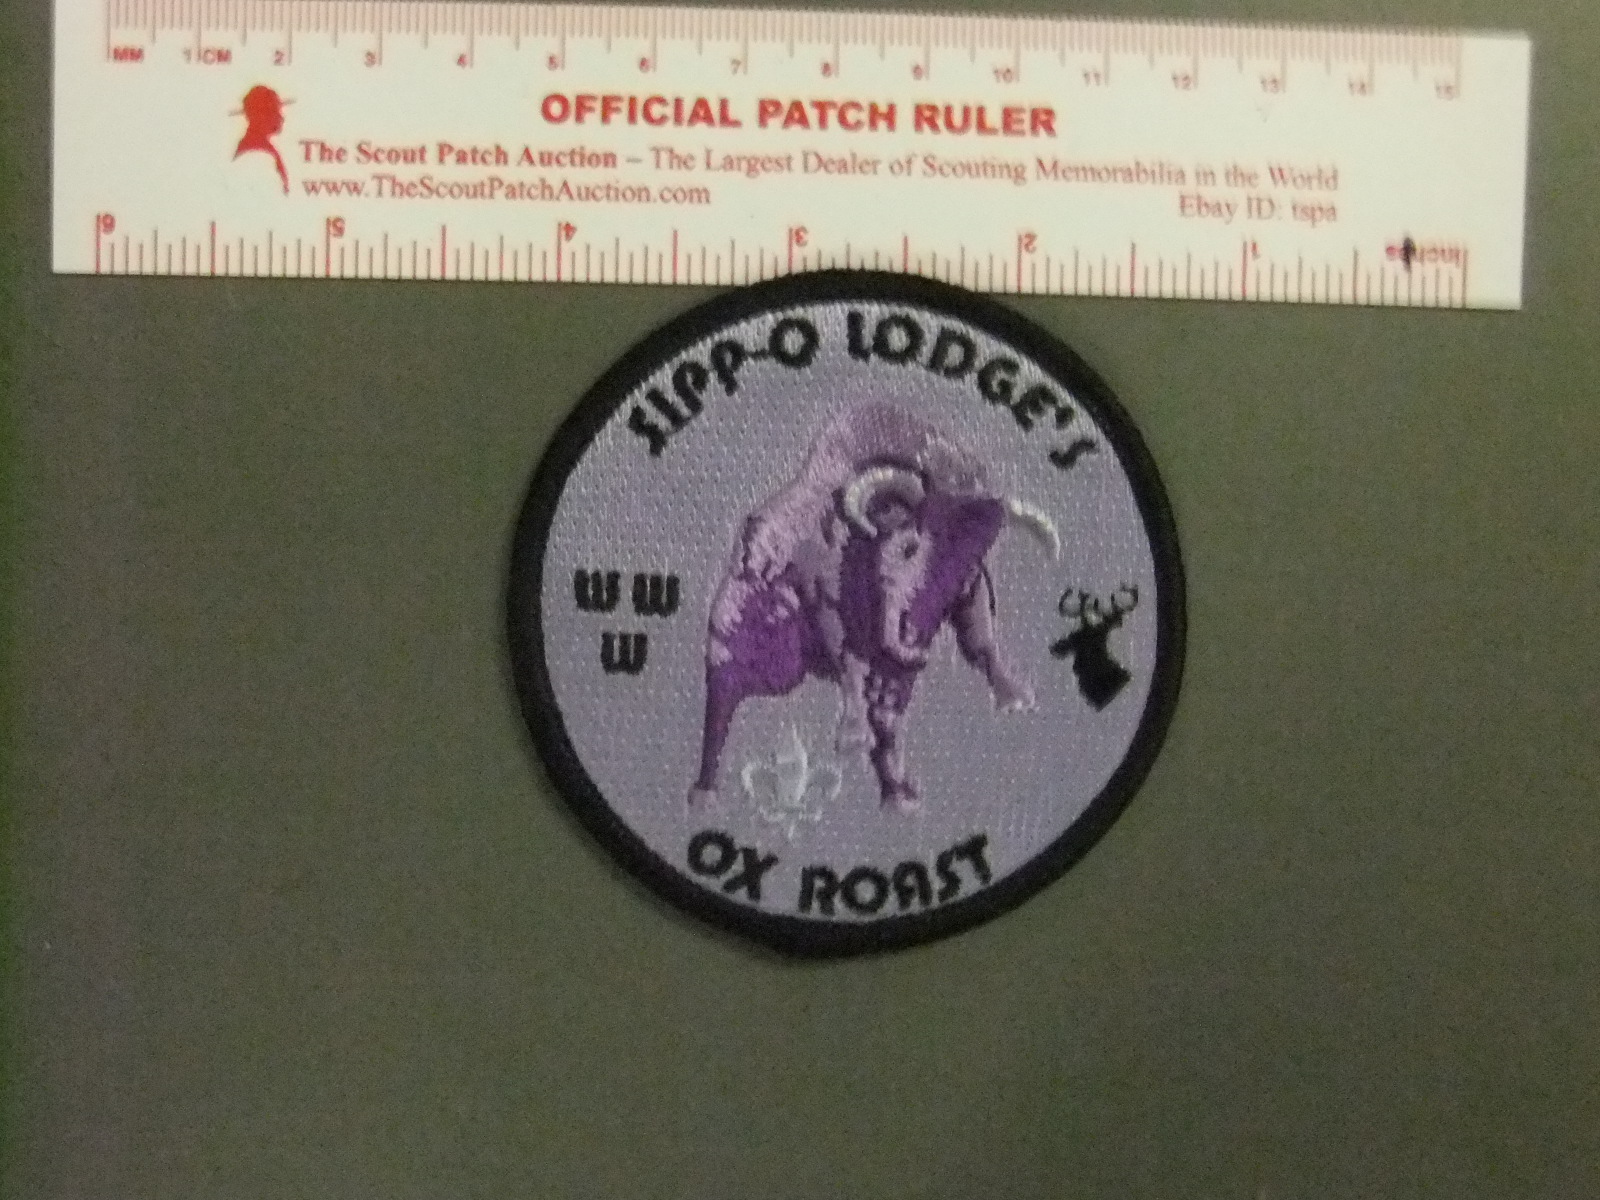 MM 1 CM 2 3 4 5 6 7 8 9 10 11 12 13 14 15
OFFICIAL PATCH RULER
The Scout Patch Auction – The Largest Dealer of Scouting Memorabilia in the World
www.TheScoutPatchAuction.com
Ebay ID: tspa
6 5 4 3 2 1 Inches
SIPP-O LODGE'S
W W
W
OX ROAST